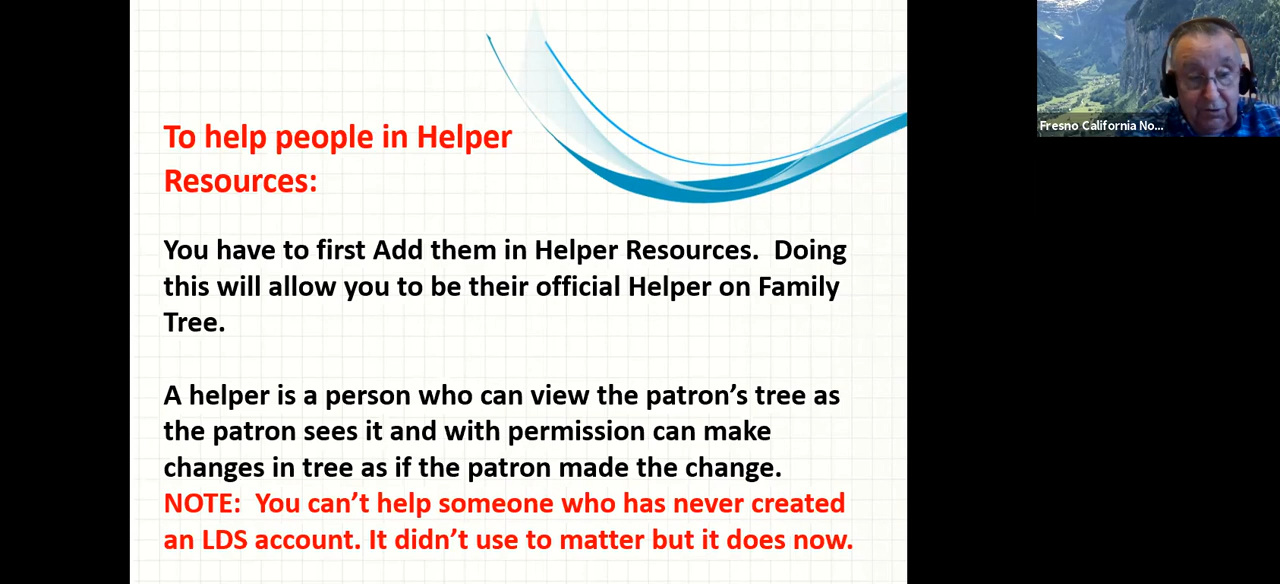 To help people in Helper
Resources:
You have to first Add them in Helper Resources.  Doing
this will allow you to be their official Helper on Family
Tree.
A helper is a person who can view the patron’s tree as
the patron sees it and with permission can make
changes in tree as if the patron made the change.
NOTE:  You can’t help someone who has never created
an LDS account. It didn’t use to matter but it does now.
Fresno California No...